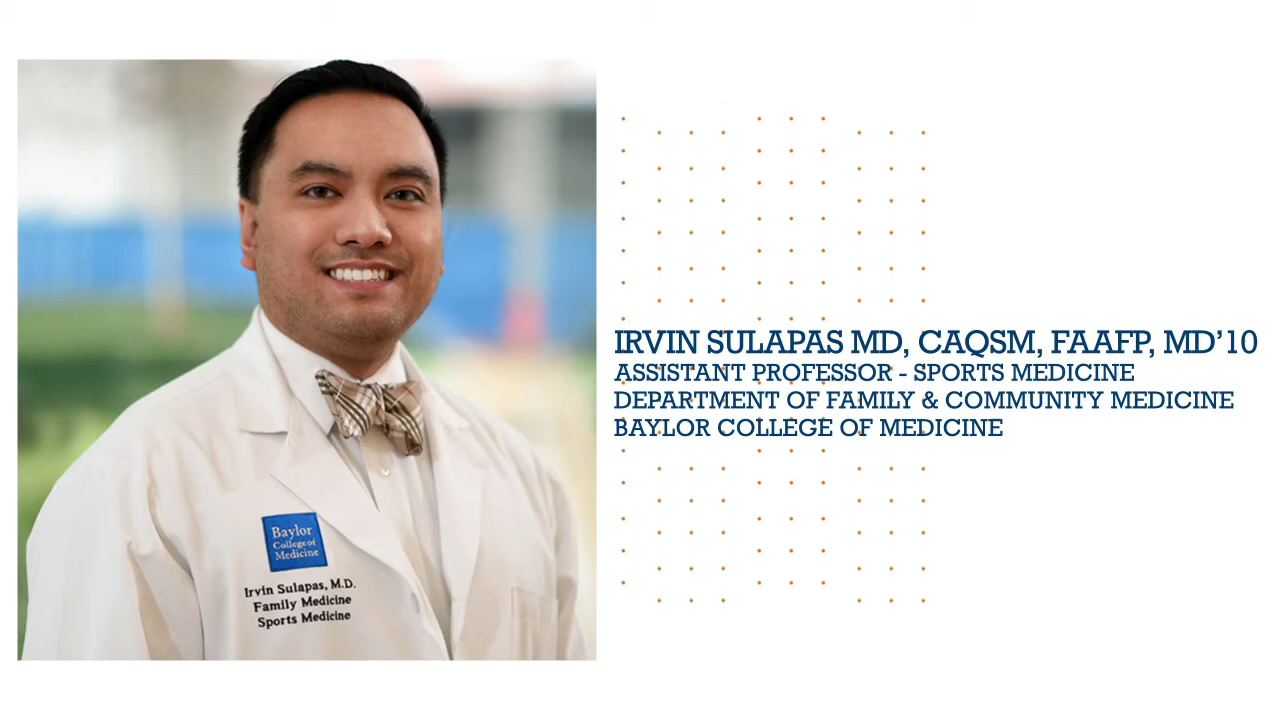 IRVIN SULAPAS MD, CAQSM, FAAFP, MD’10
ASSISTANT PROFESSOR - SPORTS MEDICINE
DEPARTMENT OF FAMILY & COMMUNITY MEDICINE
BAYLOR COLLEGE OF MEDICINE
Baylor
College of
Medicine
Irvin Sulapas, M.D.
Family Medicine
Sports Medicine